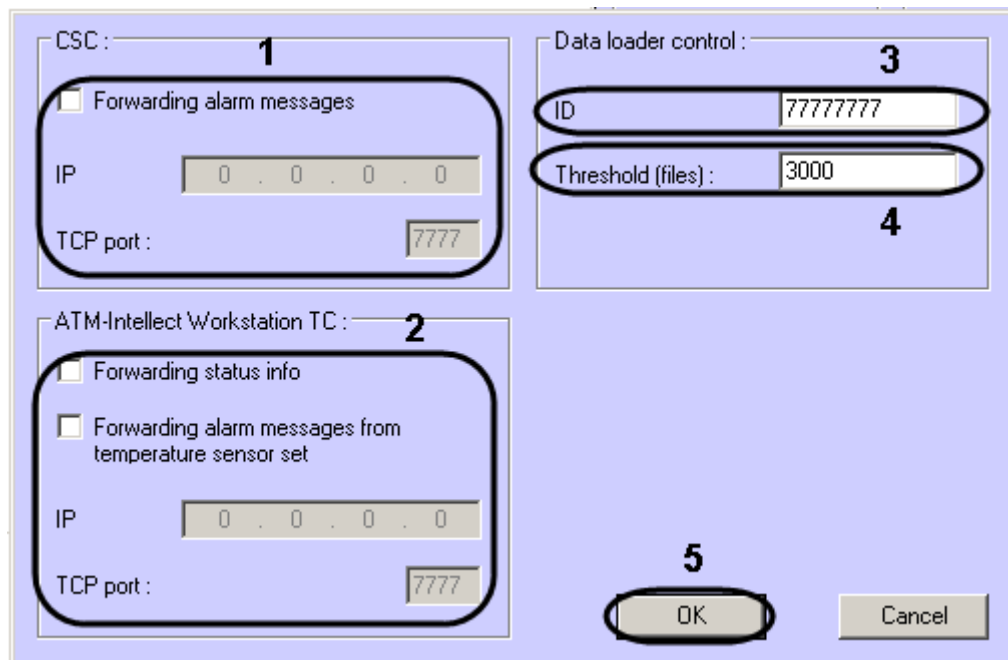 CSC :
1
Forwarding alarm messages
IP
0 . 0 . 0 . 0
TCP port :
7777
ATM-Intellect Workstation TC :
2
Forwarding status info
Forwarding alarm messages from
temperature sensor set
IP
0 . 0 . 0 . 0
TCP port :
7777
Data loader control :
3
ID
77777777
Threshold (files) :
3000
4
5
OK
Cancel